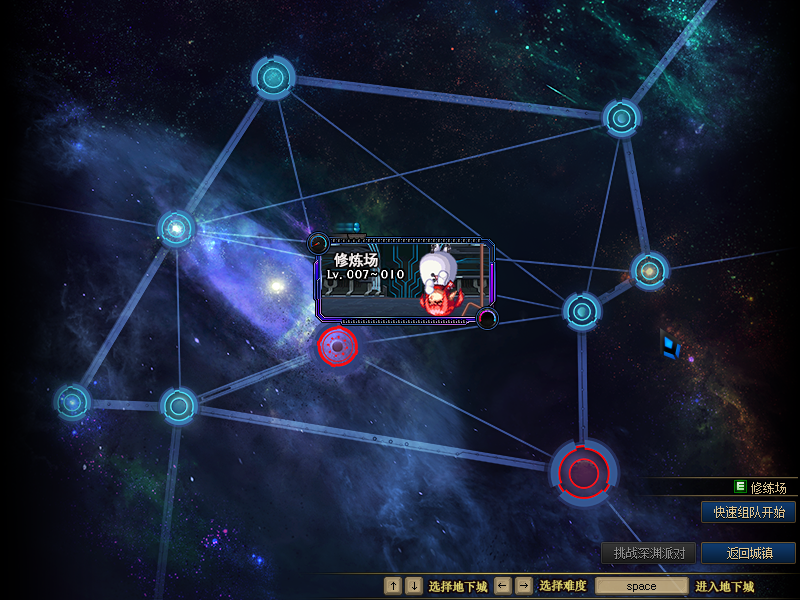 修炼场
Lv. 007~010
E 修炼场
快速组队开始
挑战深渊派对
返回城镇
↑ ↓ 选择地下城 ← → 选择难度 space 进入地下城